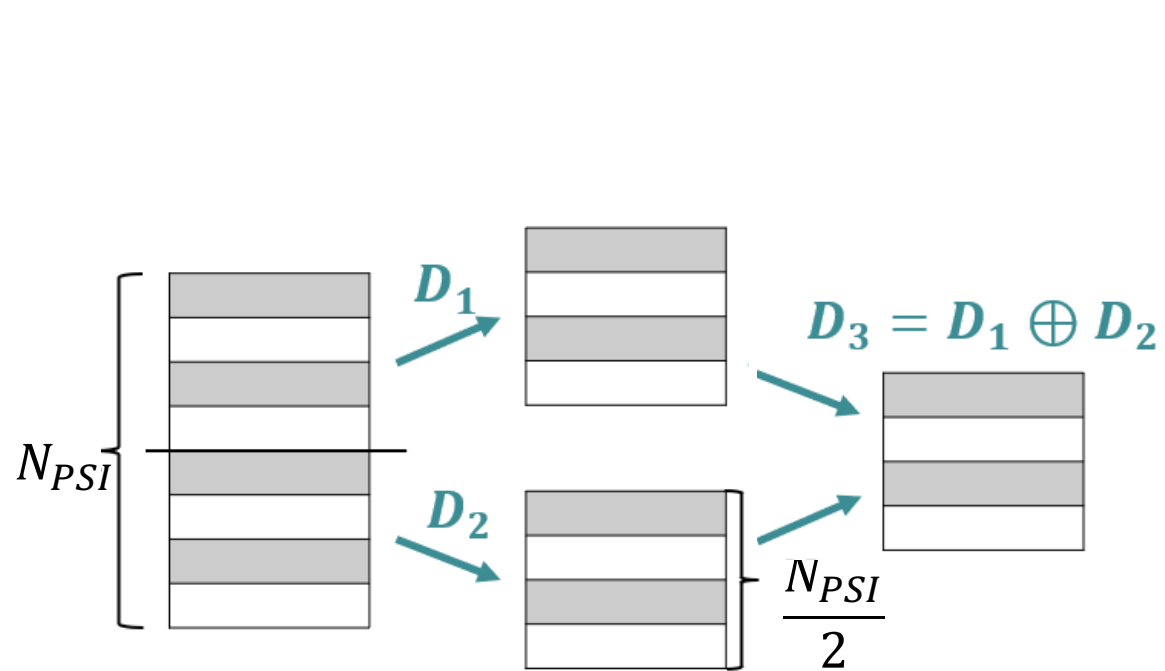 D₁
D₃ = D₁ ⊕ D₂
N_PSI
D₂
N_PSI
2